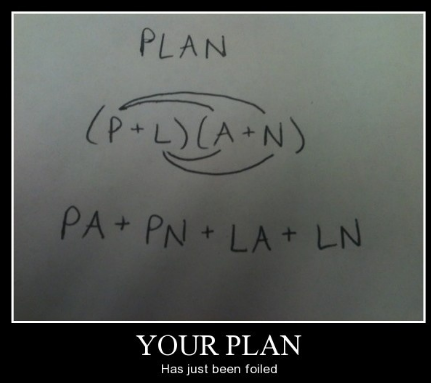 PLAN
(P+L)(A+N)
PA + PN + LA + LN
YOUR PLAN
Has just been foiled